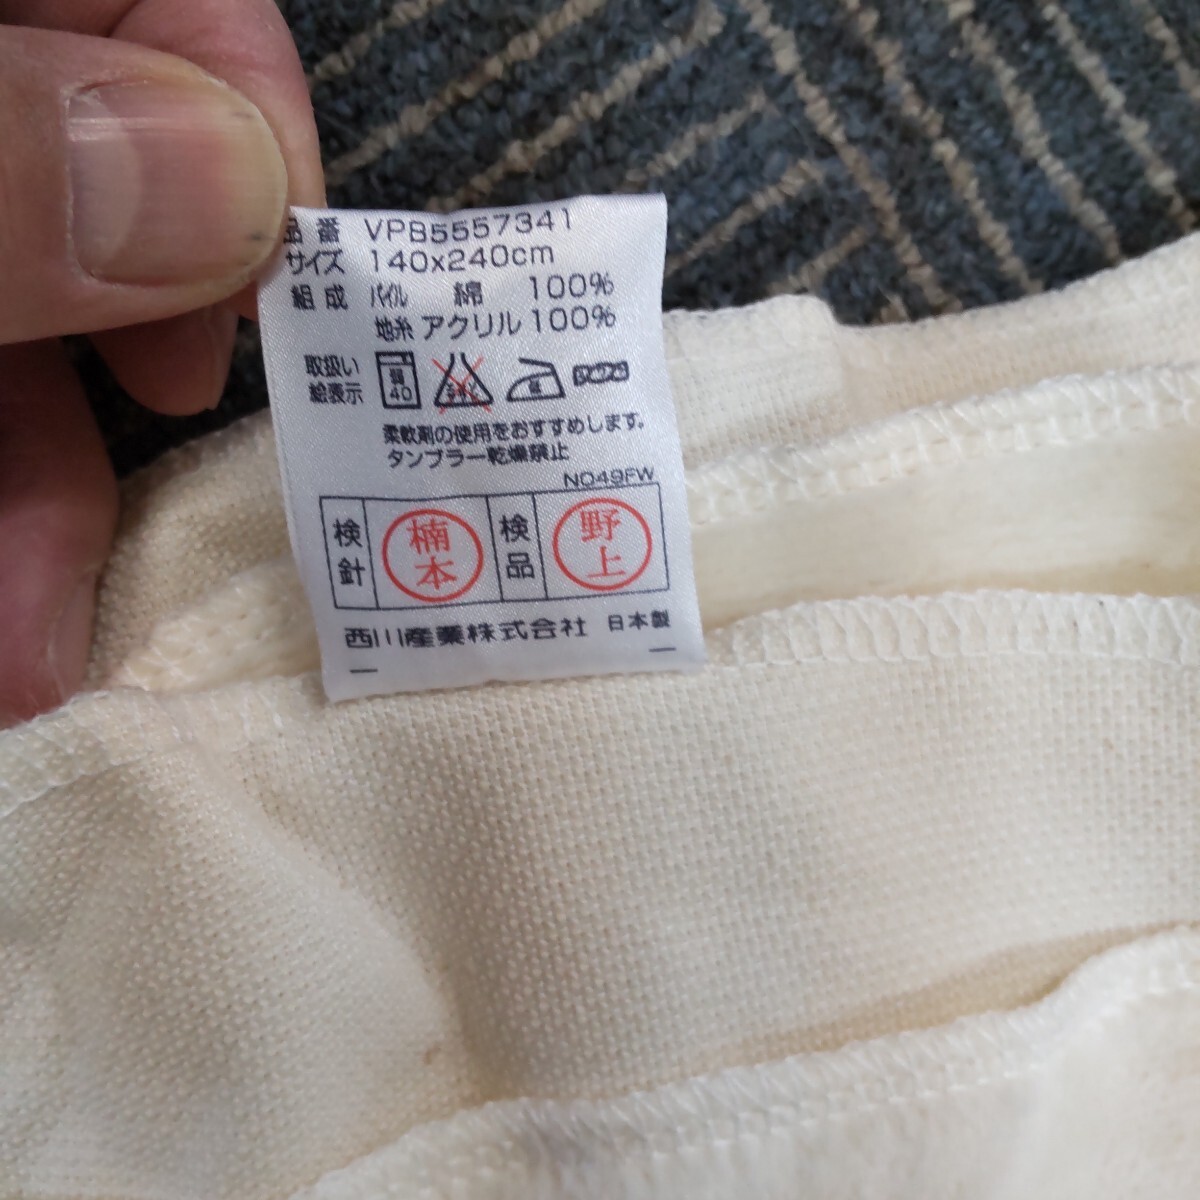 品番 VPB5557341
サイズ 140x240cm
組成 パイル 綿 100%
地糸 アクリル 100%
取扱い
絵表示
弱
40
中
柔軟剤の使用をおすすめします。
タンブラー乾燥禁止
NO49FW
検針 楠本 検品 野上
西川産業株式会社 日本製